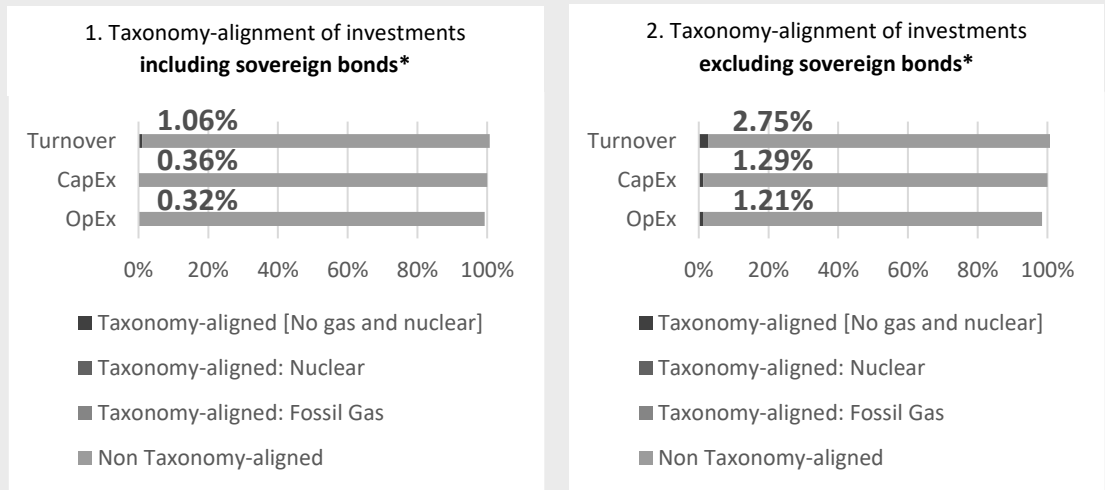 1. Taxonomy-alignment of investments
including sovereign bonds*
1.06%
Turnover
0.36%
CapEx
0.32%
OpEx
0% 20% 40% 60% 80% 100%
Taxonomy-aligned [No gas and nuclear]
Taxonomy-aligned: Nuclear
Taxonomy-aligned: Fossil Gas
Non Taxonomy-aligned
2. Taxonomy-alignment of investments
excluding sovereign bonds*
2.75%
Turnover
1.29%
CapEx
1.21%
OpEx
0% 20% 40% 60% 80% 100%
Taxonomy-aligned [No gas and nuclear]
Taxonomy-aligned: Nuclear
Taxonomy-aligned: Fossil Gas
Non Taxonomy-aligned